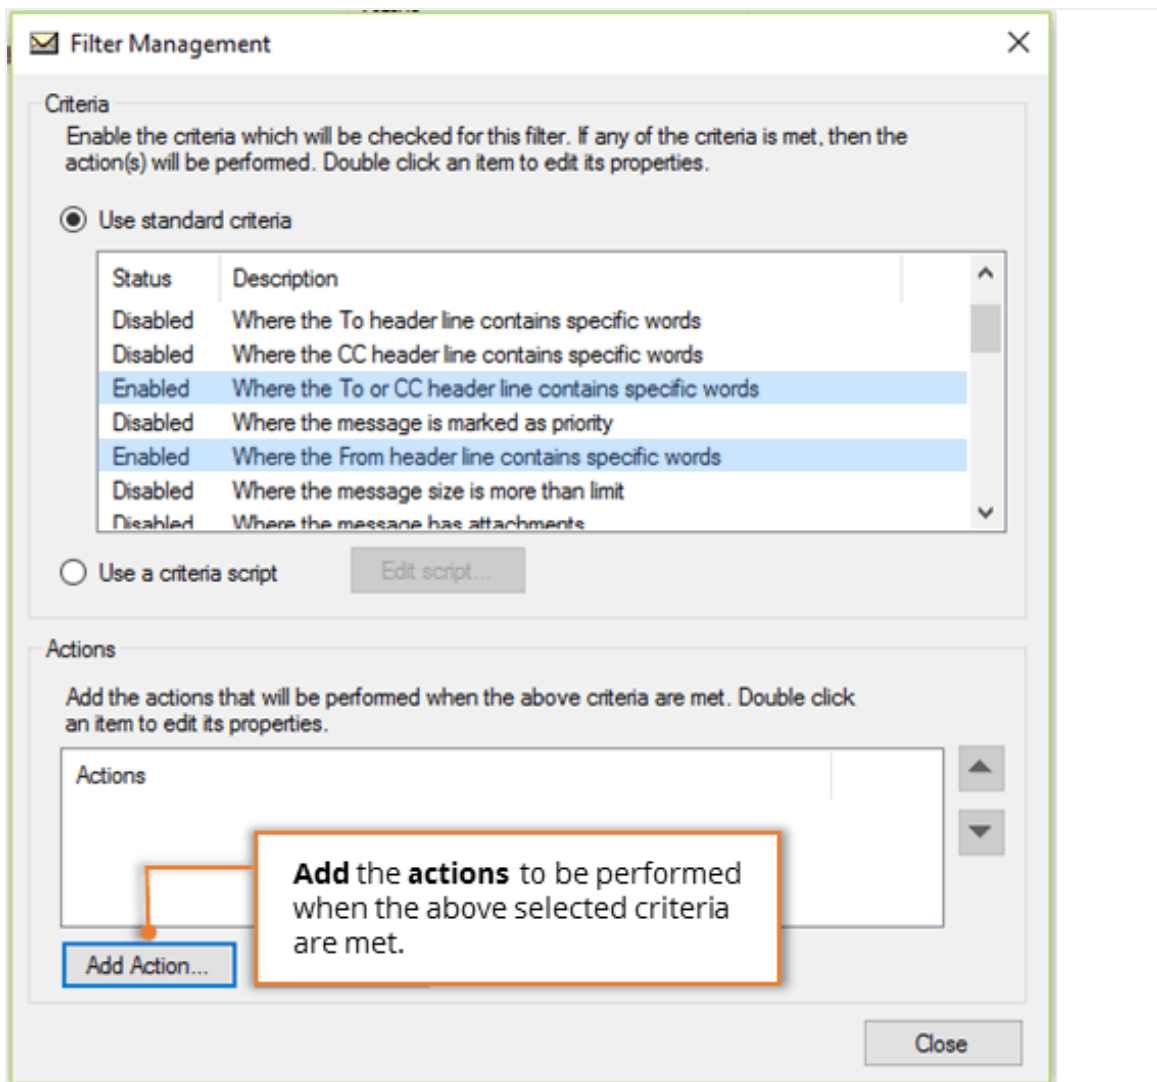 Filter Management
Criteria
Enable the criteria which will be checked for this filter. If any of the criteria is met, then the
action(s) will be performed. Double click an item to edit its properties.
Use standard criteria
Status Description
Disabled Where the To header line contains specific words
Disabled Where the CC header line contains specific words
Enabled Where the To or CC header line contains specific words
Disabled Where the message is marked as priority
Enabled Where the From header line contains specific words
Disabled Where the message size is more than limit
Disabled Where the message has attachments
Use a criteria script Edit script...
Actions
Add the actions that will be performed when the above criteria are met. Double click
an item to edit its properties.
Actions
Add the actions to be performed
when the above selected criteria
are met.
Add Action...
Close